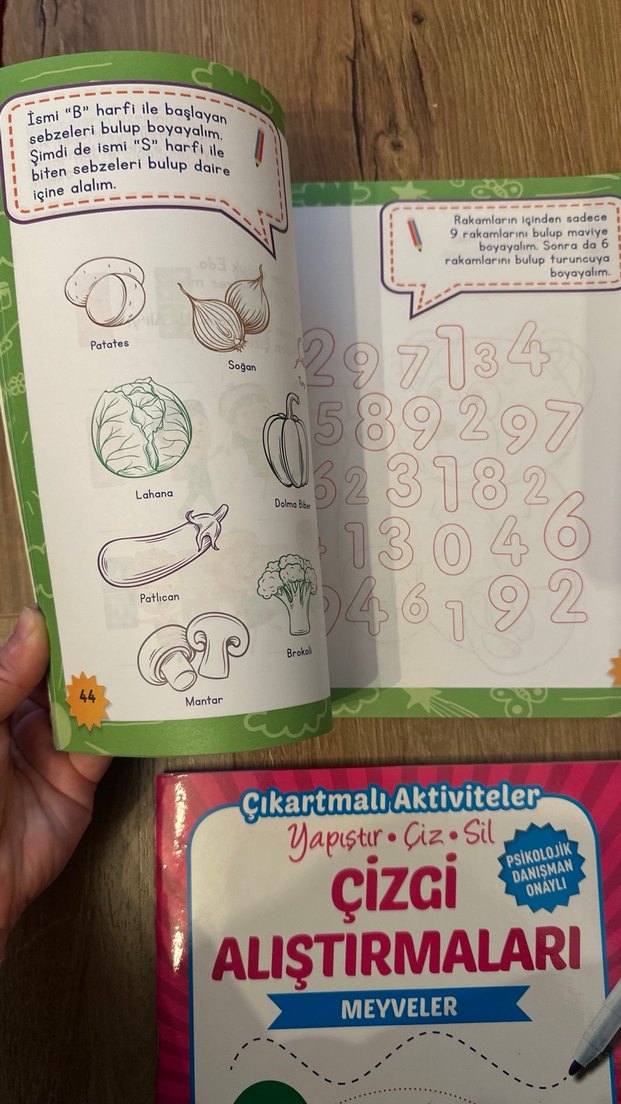 İsmi “B” harfi ile başlayan
sebzeleri bulup boyayalım.
Şimdi de ismi “S” harfi ile
biten sebzeleri bulup daire
içine alalım.
Patates
Soğan
Lahana
Dolma Biber
Patlıcan
Brokoli
Mantar
44
Rakamların içinden sadece
9 rakamlarını bulup maviye
boyayalım. Sonra da 6
rakamlarını bulup turuncuya
boyayalım.
2 9 7 1 3 4
5 8 9 2 9 7
6 2 3 1 8 2
1 3 0 4 6
4 6 1 9 2
Çıkartmalı Aktiviteler
Yapıştır • Çiz • Sil
ÇİZGİ
ALIŞTIRMALARI
MEYVELER
PSİKOLOJİK
DANIŞMAN
ONAYLI